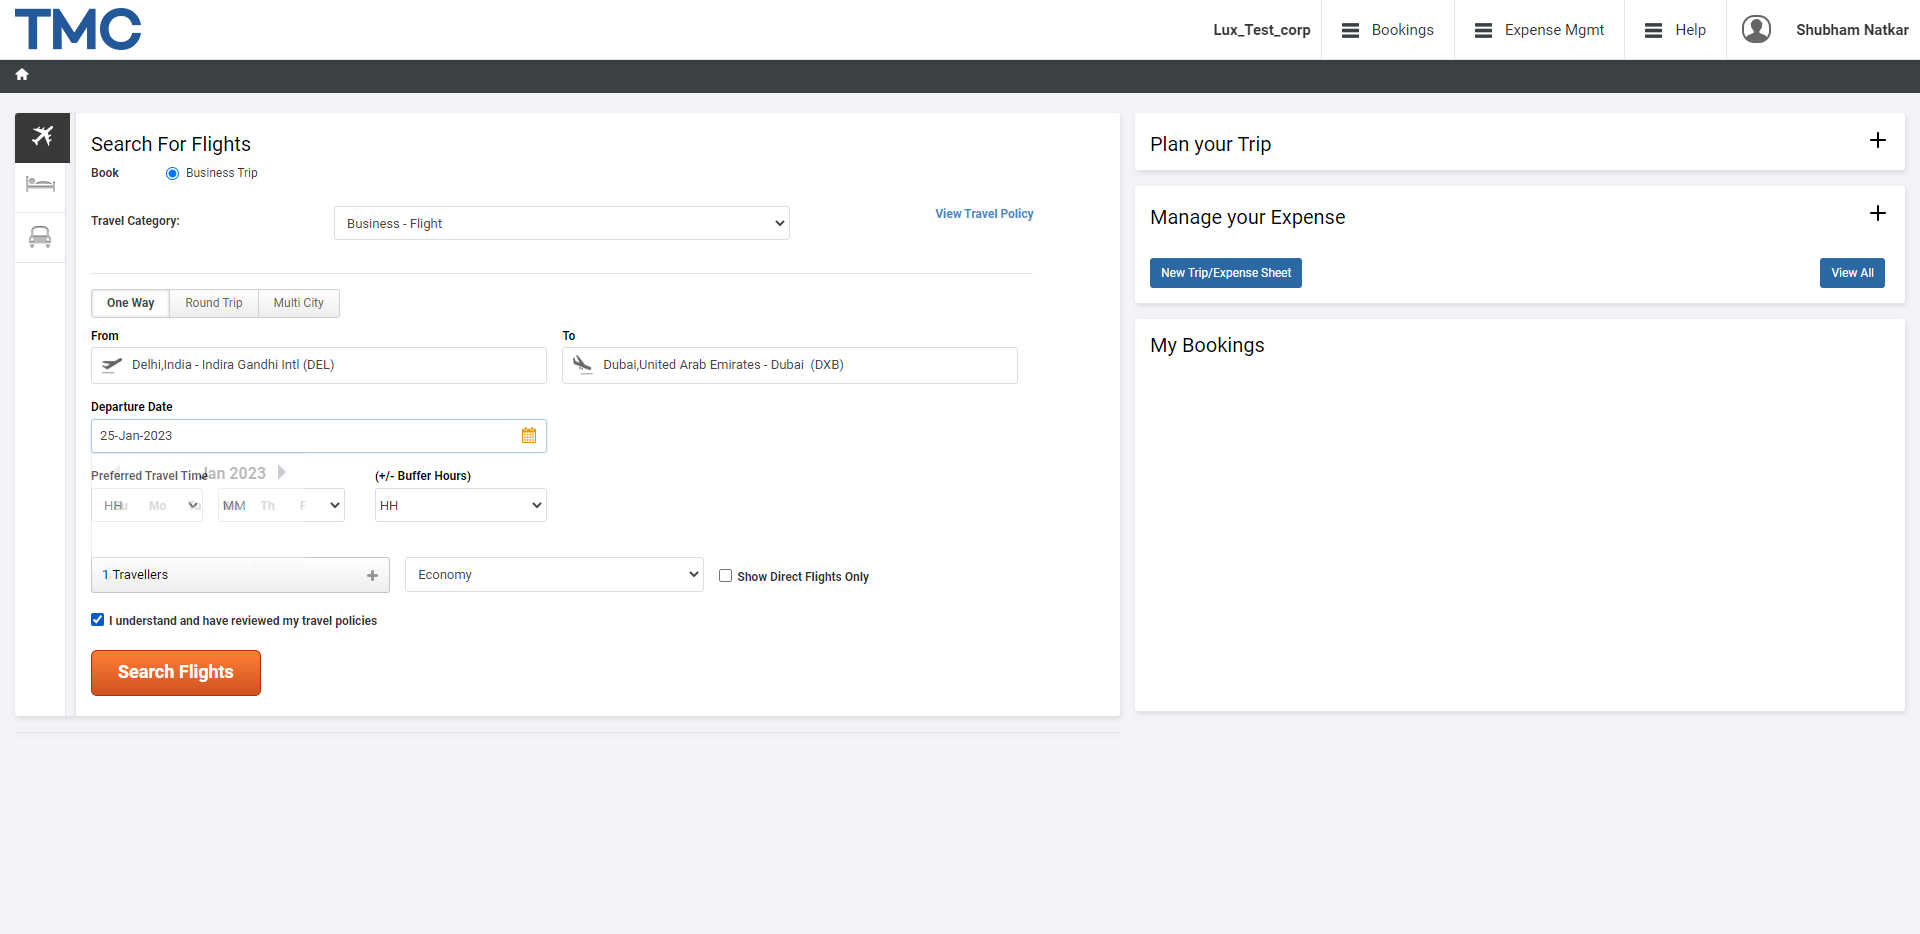 TMC
Lux_Test_corp
Bookings
Expense Mgmt
Help
Shubham Natkar
Search For Flights
Book
Business Trip
Travel Category:
Business - Flight
View Travel Policy
One Way
Round Trip
Multi City
From
To
Delhi,India - Indira Gandhi Intl (DEL)
Dubai,United Arab Emirates - Dubai  (DXB)
Departure Date
25-Jan-2023
Preferred Travel Time
Jan 2023
(+/- Buffer Hours)
HH
Mo
Tu
MM
Th
HH
1 Travellers
Economy
Show Direct Flights Only
I understand and have reviewed my travel policies
Search Flights
Plan your Trip
Manage your Expense
New Trip/Expense Sheet
View All
My Bookings